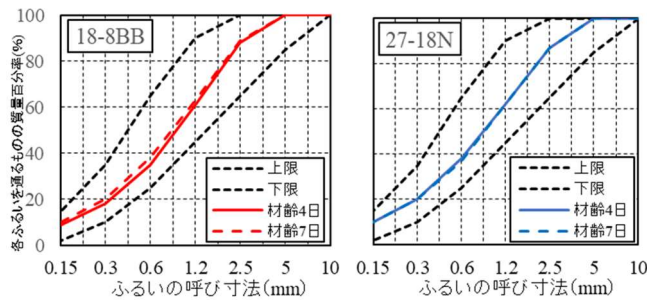 18-8BB
各ふるいを通るものの質量百分率(%)
100
80
60
40
20
0
上限
下限
材齢4日
材齢7日
0.15 0.3 0.6 1.2 2.5 5 10
ふるいの呼び寸法(mm)
27-18N
上限
下限
材齢4日
材齢7日
0.15 0.3 0.6 1.2 2.5 5 10
ふるいの呼び寸法(mm)